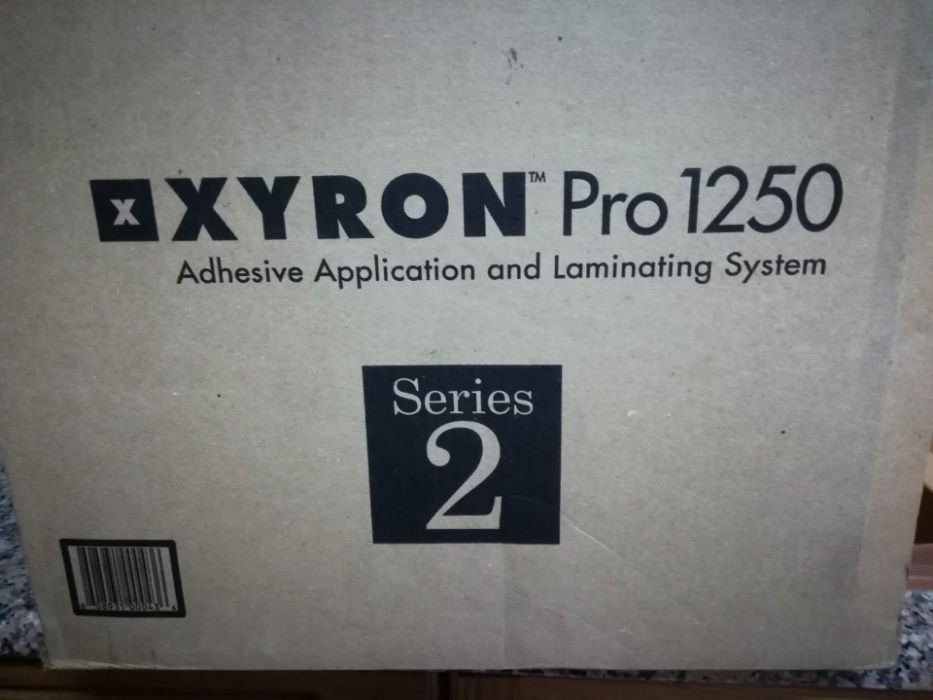 X XYRON™ Pro 1250
Adhesive Application and Laminating System
Series
2